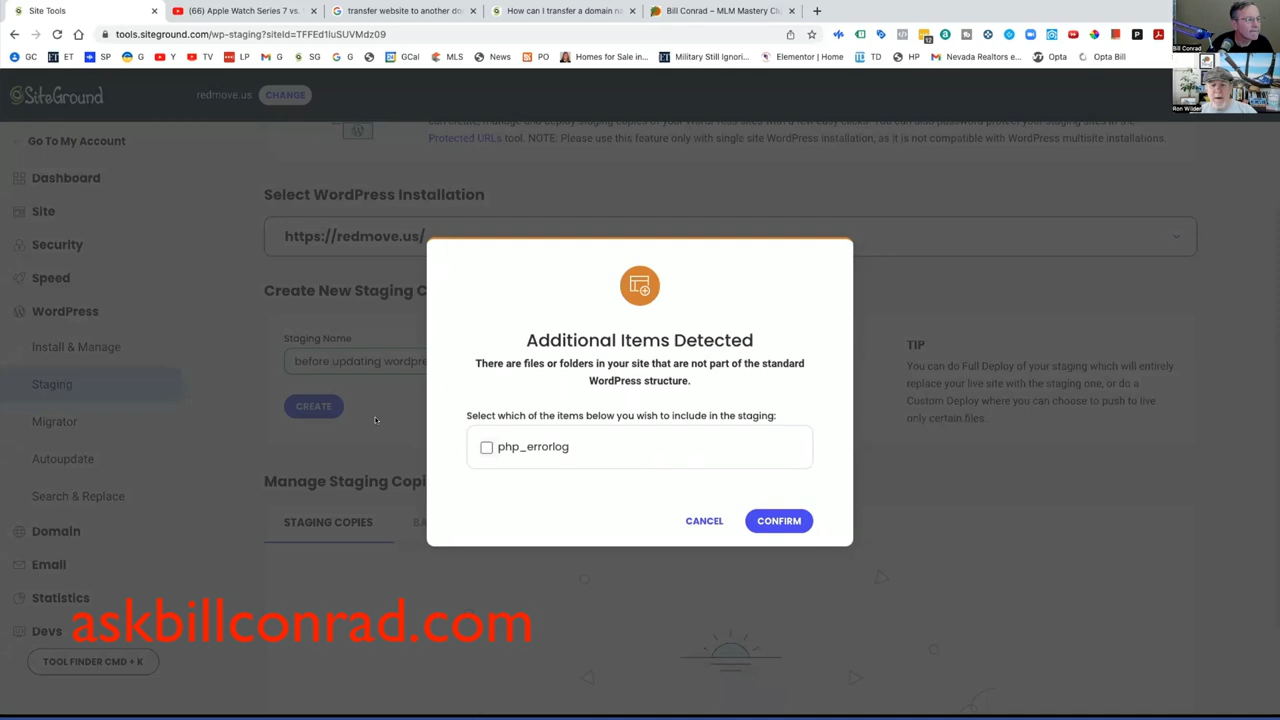 Site Tools
(66) Apple Watch Series 7 vs.
transfer website to another do
How can I transfer a domain na
Bill Conrad – MLM Mastery Clu
tools.siteground.com/wp-staging?siteId=TFFEd1luSUVMdz09
12
GC
ET
SP
TV
LP
G
SG
G
GCal
MLS
News
PO
Homes for Sale in...
Military Still Ignori...
Elementor | Home
TD
HP
Nevada Realtors e...
Opta
Opta Bill
Bill Conrad
Ron Wilder
SiteGround
redmove.us
CHANGE
Go To My Account
Dashboard
Site
Security
Speed
WordPress
Install & Manage
Staging
Migrator
Autoupdate
Search & Replace
Domain
Email
Statistics
Devs
TOOL FINDER CMD + K
Protected URLs tool. NOTE: Please use this feature only with single site WordPress installation, as it is not compatible with WordPress multisite installations.
Select WordPress Installation
https://redmove.us/
Create New Staging C
Staging Name
before updating wordpre
CREATE
TIP
You can do Full Deploy of your staging which will entirely
replace your live site with the staging one, or do a
Custom Deploy where you can choose to push to live
only certain files.
Manage Staging Copi
STAGING COPIES
BA
Additional Items Detected
There are files or folders in your site that are not part of the standard
WordPress structure.
Select which of the items below you wish to include in the staging:
php_errorlog
CANCEL
CONFIRM
askbillconrad.com